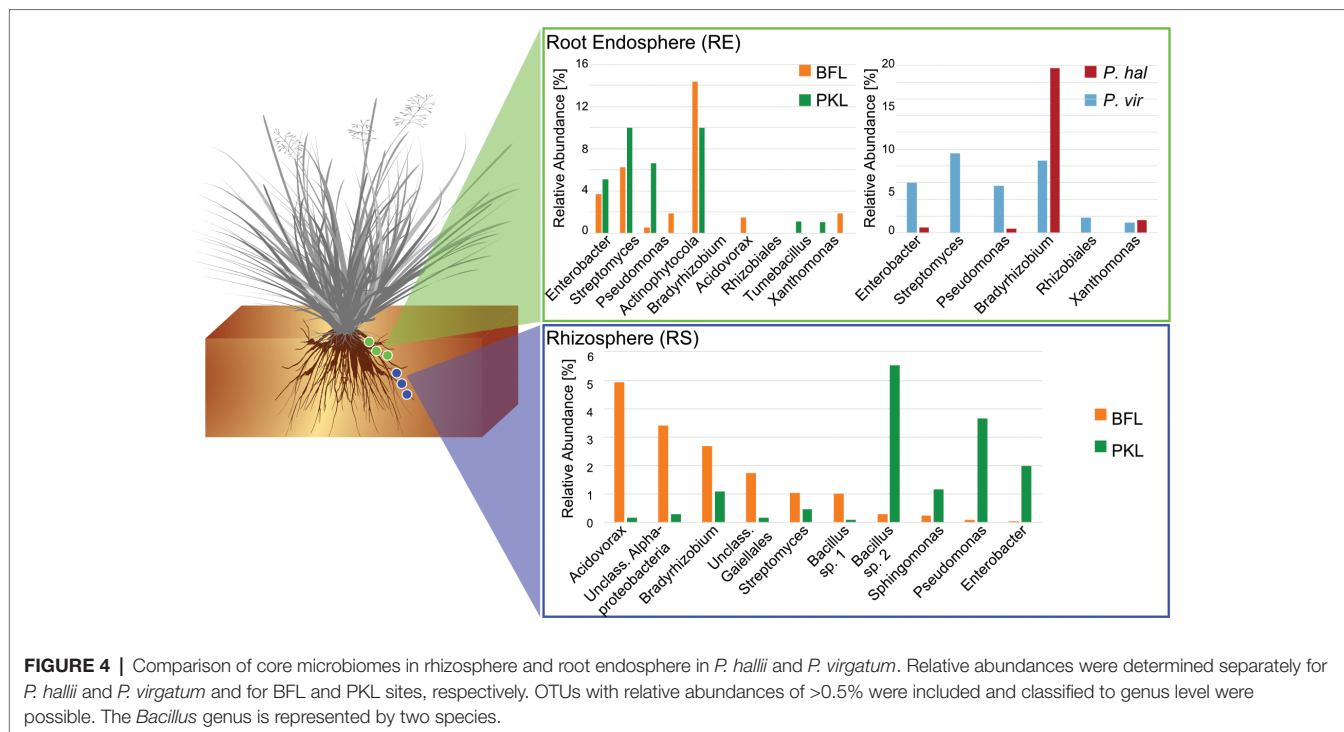 Root Endosphere (RE)
Relative Abundance [%]
16
12
8
4
0
BFL
PKL
Enterobacter
Streptomyces
Pseudomonas
Actinophytocola
Bradyrhizobium
Acidovorax
Rhizobiales
Tumebacillus
Xanthomonas
Relative Abundance [%]
20
15
10
5
0
P. hal
P. vir
Enterobacter
Streptomyces
Pseudomonas
Bradyrhizobium
Rhizobiales
Xanthomonas
Rhizosphere (RS)
Relative Abundance [%]
6
5
4
3
2
1
0
BFL
PKL
Acidovorax
Unclass. Alpha-
proteobacteria
Bradyrhizobium
Unclass.
Gaiellales
Streptomyces
Bacillus
sp. 1
Bacillus
sp. 2
Sphingomonas
Pseudomonas
Enterobacter
FIGURE 4 | Comparison of core microbiomes in rhizosphere and root endosphere in P. hallii and P. virgatum. Relative abundances were determined separately for
P. hallii and P. virgatum and for BFL and PKL sites, respectively. OTUs with relative abundances of >0.5% were included and classified to genus level were
possible. The Bacillus genus is represented by two species.